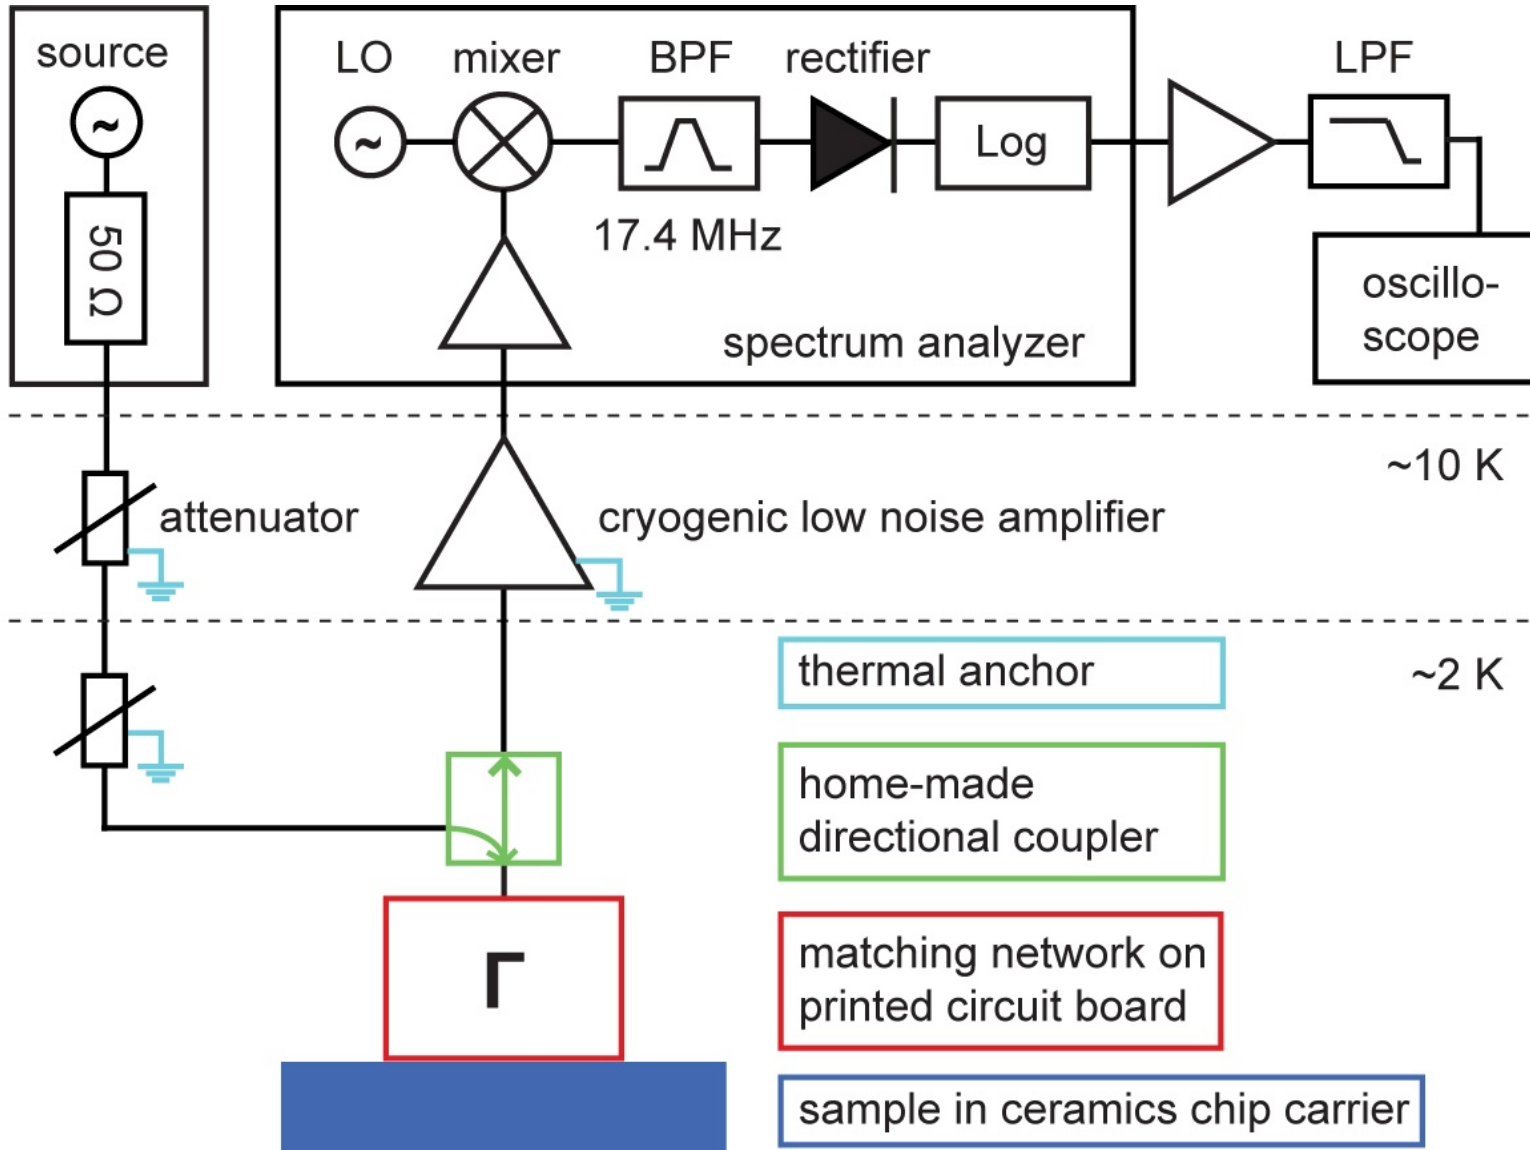 source
LO
mixer
BPF
rectifier
LPF
~
~
Log
50 Ω
17.4 MHz
oscillo-
scope
spectrum analyzer
~10 K
attenuator
cryogenic low noise amplifier
~2 K
thermal anchor
home-made
directional coupler
Γ
matching network on
printed circuit board
sample in ceramics chip carrier